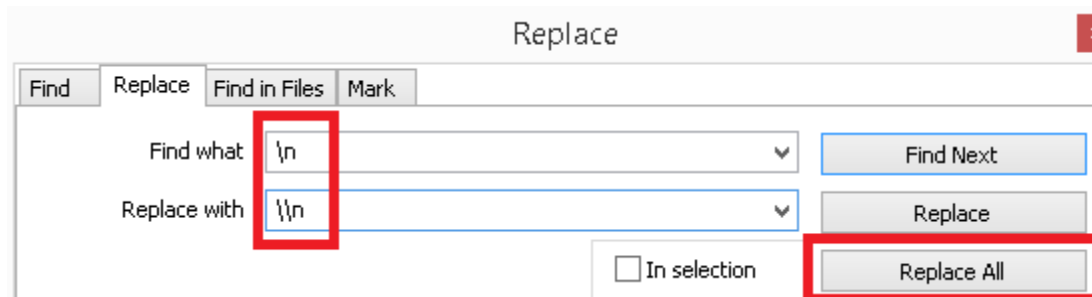 Replace
Find Replace Find in Files Mark
Find what \n Find Next
Replace with \\n Replace
In selection Replace All